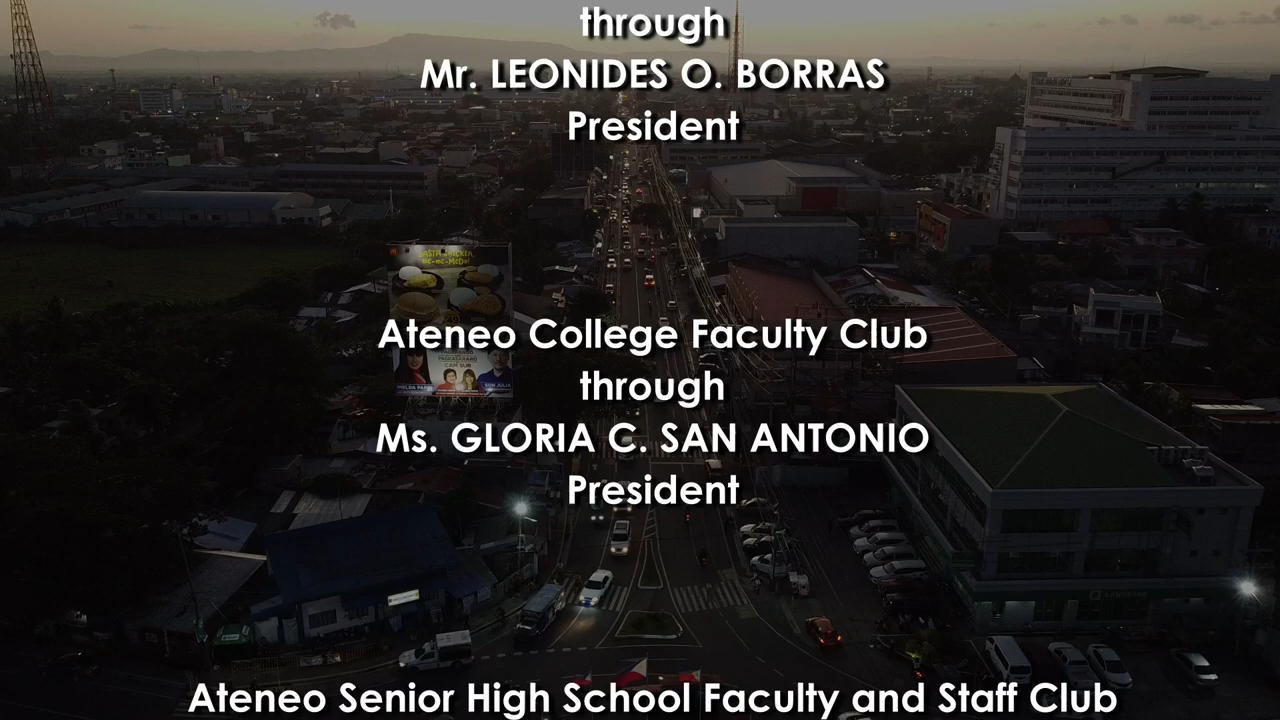 through
Mr. LEONIDES O. BORRAS
President
Ateneo College Faculty Club
through
Ms. GLORIA C. SAN ANTONIO
President
Ateneo Senior High School Faculty and Staff Club